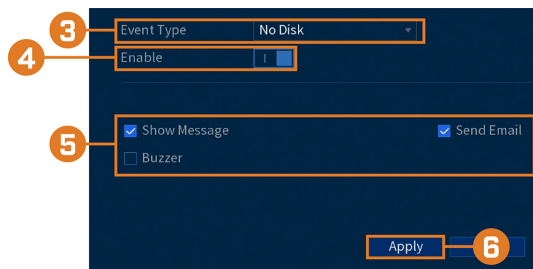 3 Event Type No Disk
4 Enable
5 Show Message Send Email
Buzzer
Apply 6